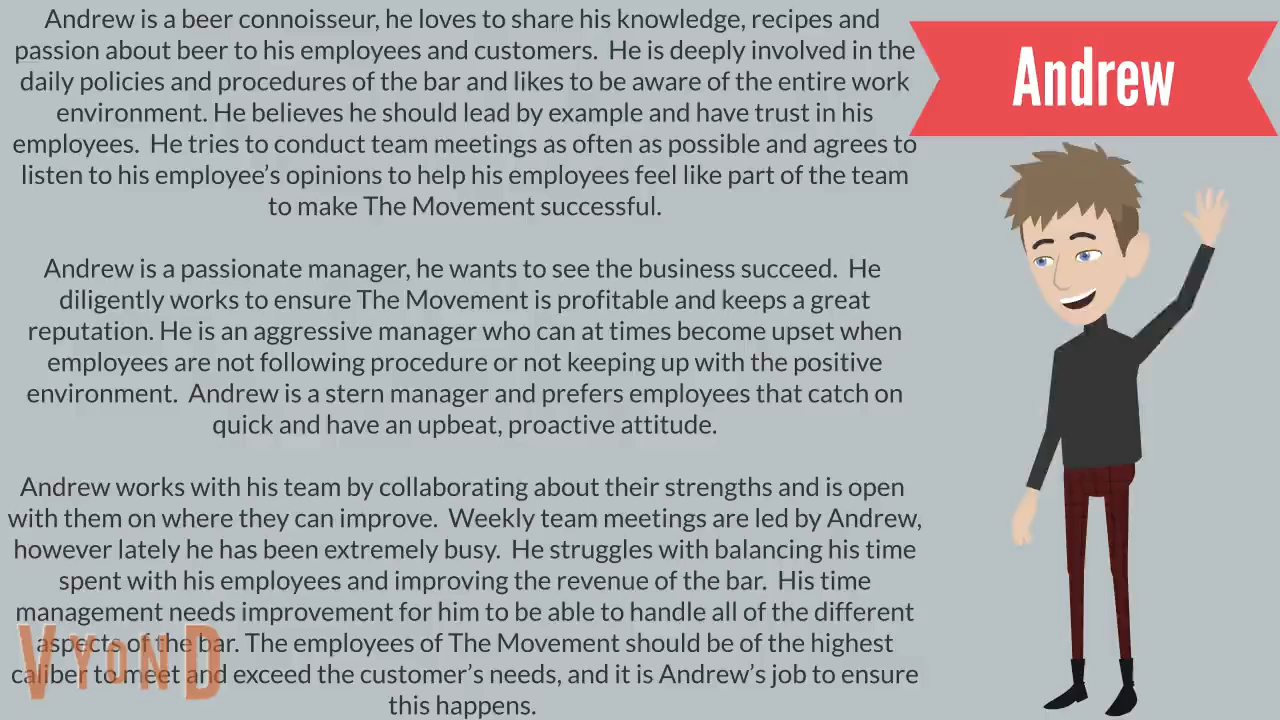 Andrew is a beer connoisseur, he loves to share his knowledge, recipes and
passion about beer to his employees and customers.  He is deeply involved in the
daily policies and procedures of the bar and likes to be aware of the entire work
environment. He believes he should lead by example and have trust in his
employees.  He tries to conduct team meetings as often as possible and agrees to
listen to his employee’s opinions to help his employees feel like part of the team
to make The Movement successful.
Andrew is a passionate manager, he wants to see the business succeed.  He
diligently works to ensure The Movement is profitable and keeps a great
reputation. He is an aggressive manager who can at times become upset when
employees are not following procedure or not keeping up with the positive
environment.  Andrew is a stern manager and prefers employees that catch on
quick and have an upbeat, proactive attitude.
Andrew works with his team by collaborating about their strengths and is open
with them on where they can improve.  Weekly team meetings are led by Andrew,
however lately he has been extremely busy.  He struggles with balancing his time
spent with his employees and improving the revenue of the bar.  His time
management needs improvement for him to be able to handle all of the different
aspects of the bar. The employees of The Movement should be of the highest
caliber to meet and exceed the customer’s needs, and it is Andrew’s job to ensure
this happens.
Andrew
VYOND